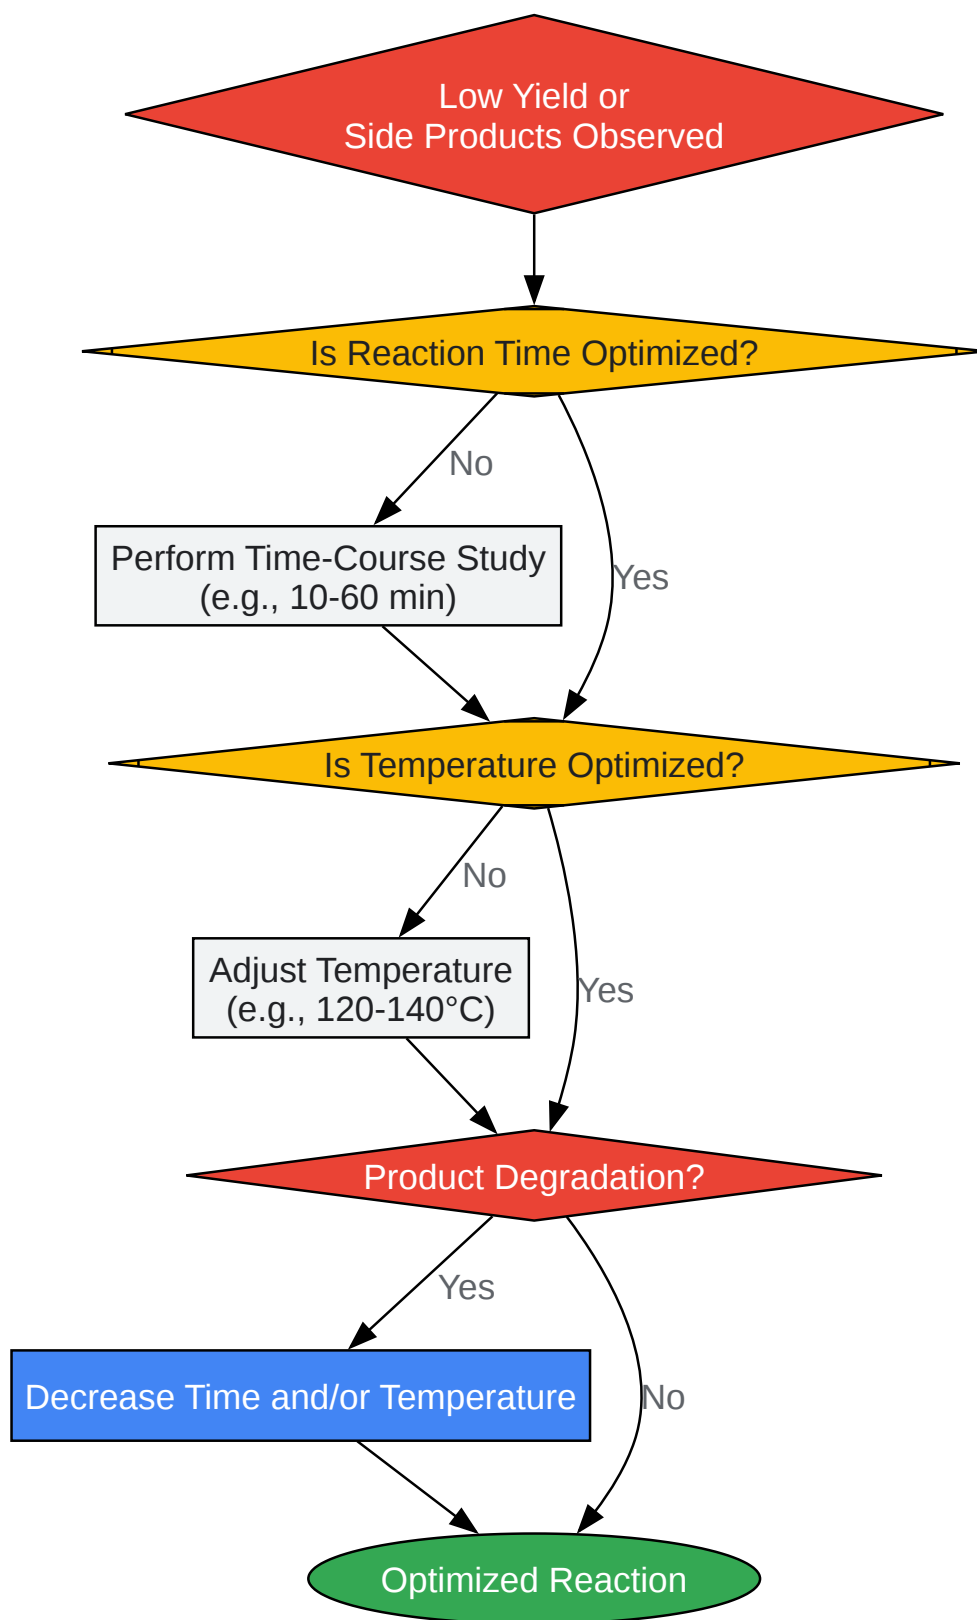 Low Yield or
Side Products Observed
Is Reaction Time Optimized?
No
Perform Time-Course Study
(e.g., 10-60 min)
Yes
Is Temperature Optimized?
No
Adjust Temperature
(e.g., 120-140°C)
Yes
Product Degradation?
Yes
Decrease Time and/or Temperature
No
Optimized Reaction